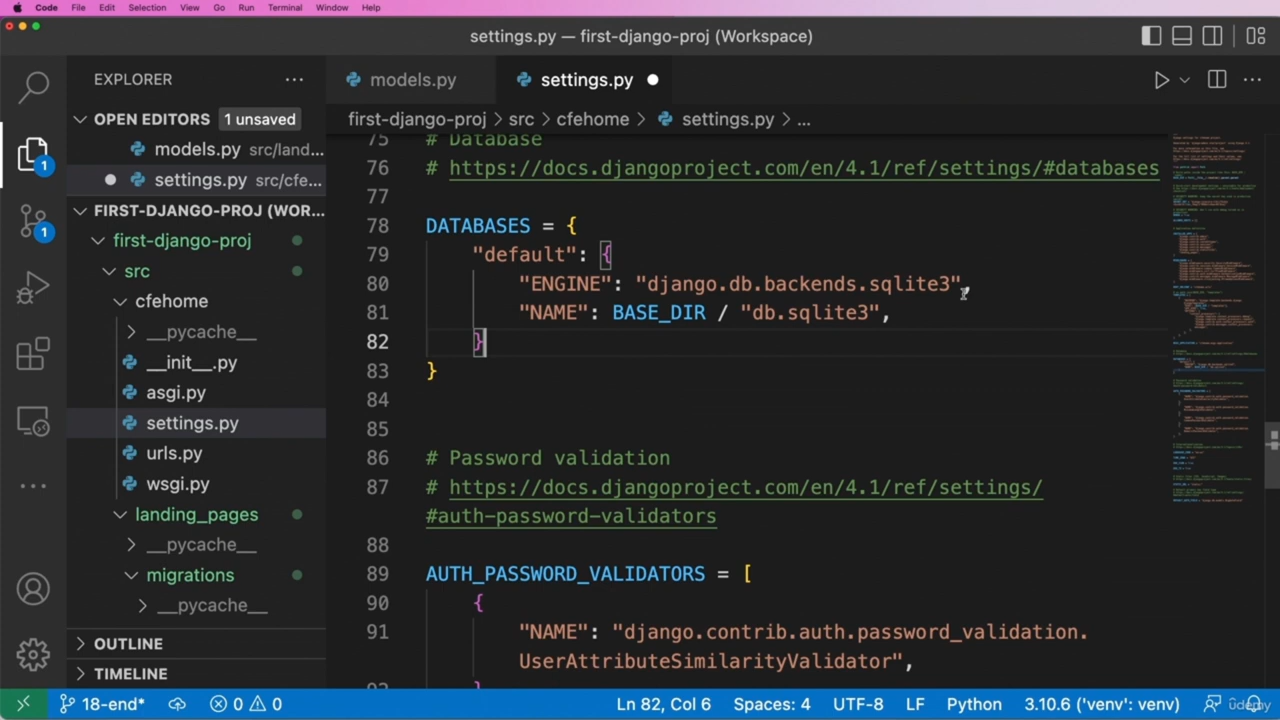 Code File Edit Selection View Go Run Terminal Window Help
settings.py — first-django-proj (Workspace)
EXPLORER
models.py
settings.py
OPEN EDITORS 1 unsaved
models.py src/land...
settings.py src/cfe...
FIRST-DJANGO-PROJ (WOR...
first-django-proj
src
cfehome
__pycache__
__init__.py
asgi.py
settings.py
urls.py
wsgi.py
landing_pages
__pycache__
migrations
__pycache__
OUTLINE
TIMELINE
1
1
first-django-proj > src > cfehome > settings.py > ...
75 # Database
76 # https://docs.djangoproject.com/en/4.1/ref/settings/#databases
77
78 DATABASES = {
79 "default": {
80 "ENGINE": "django.db.backends.sqlite3",
81 "NAME": BASE_DIR / "db.sqlite3",
82 }
83 }
84
85
86 # Password validation
87 # https://docs.djangoproject.com/en/4.1/ref/settings/
#auth-password-validators
88
89 AUTH_PASSWORD_VALIDATORS = [
90 {
91 "NAME": "django.contrib.auth.password_validation.
UserAttributeSimilarityValidator",
18-end* 0 0 Ln 82, Col 6 Spaces: 4 UTF-8 LF Python 3.10.6 ('venv': venv)
udemy